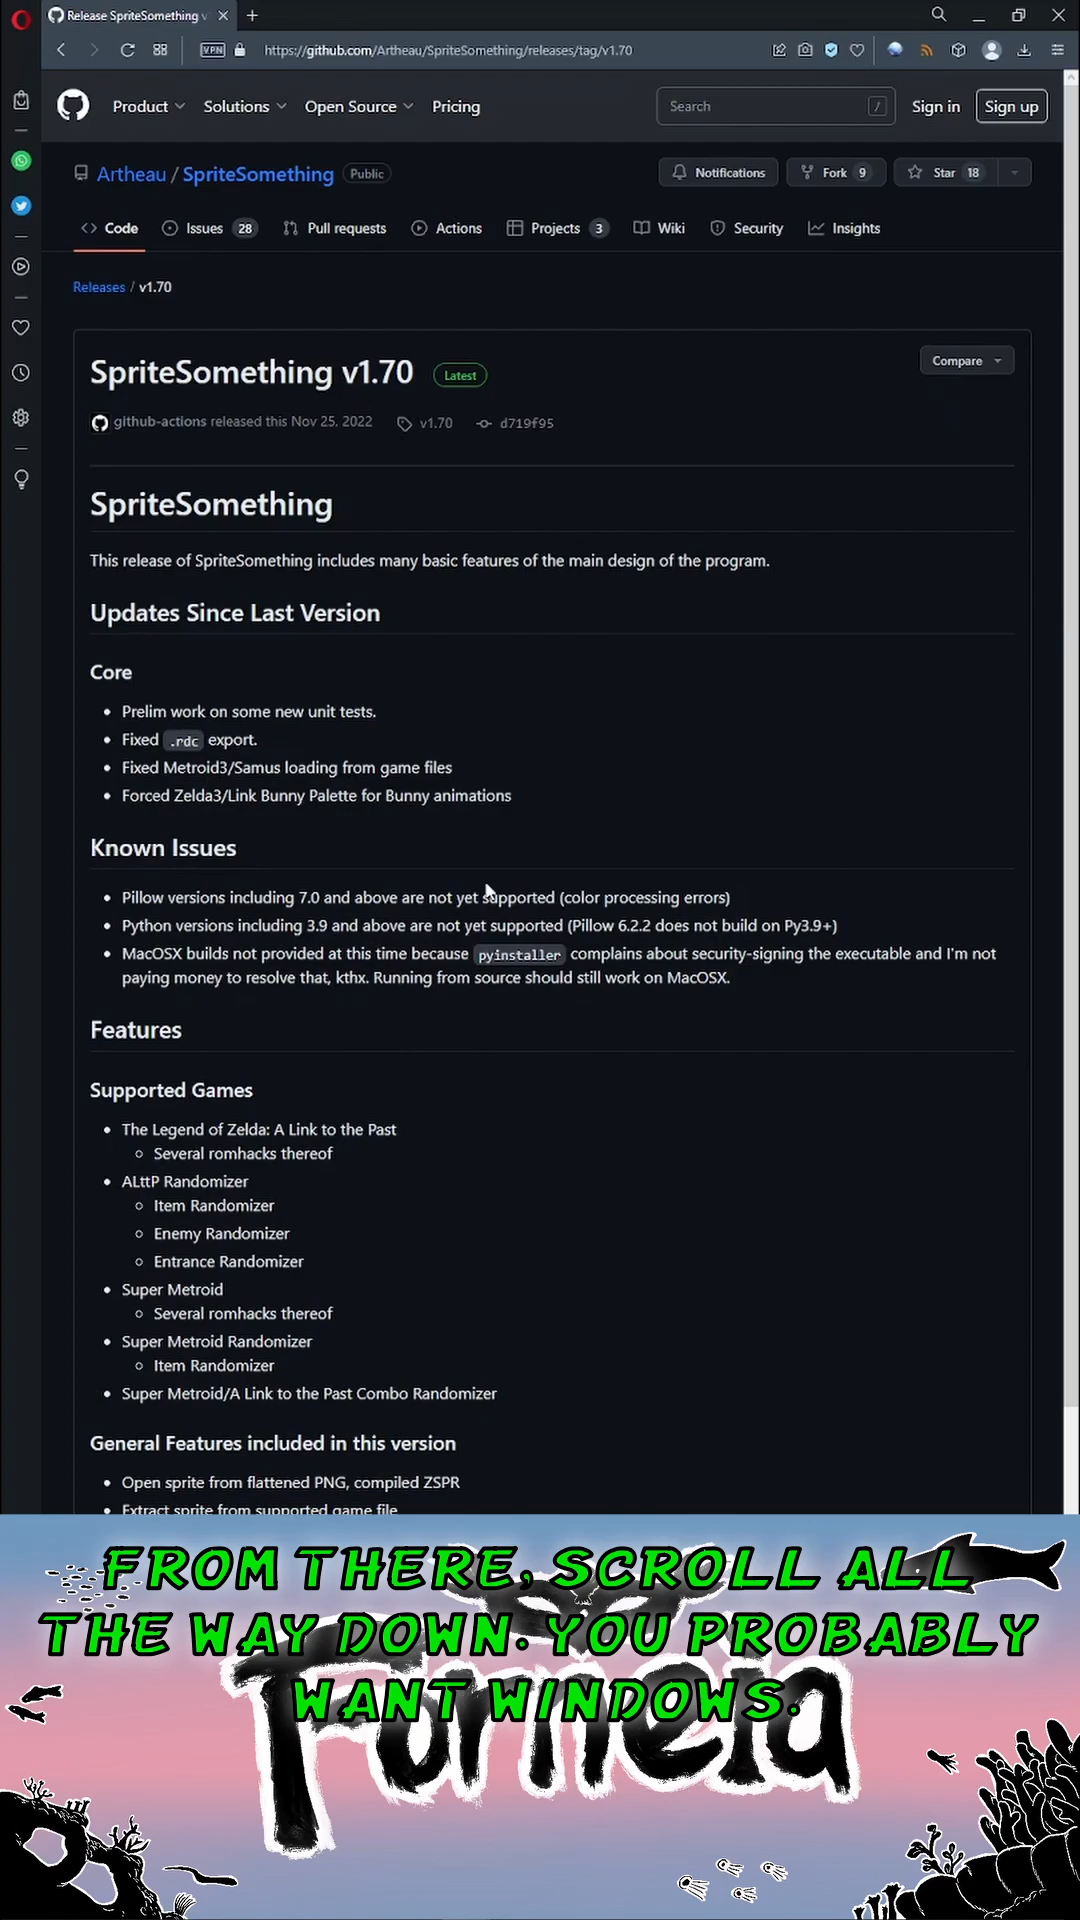 Release SpriteSomething v
VPN https://github.com/Artheau/SpriteSomething/releases/tag/v1.70
Product Solutions Open Source Pricing Search / Sign in Sign up
Artheau / SpriteSomething Public Notifications Fork 9 Star 18
Code Issues 28 Pull requests Actions Projects 3 Wiki Security Insights
Releases / v1.70
SpriteSomething v1.70 Latest Compare
github-actions released this Nov 25, 2022 v1.70 d719f95
SpriteSomething
This release of SpriteSomething includes many basic features of the main design of the program.
Updates Since Last Version
Core
Prelim work on some new unit tests.
Fixed .rdc export.
Fixed Metroid3/Samus loading from game files
Forced Zelda3/Link Bunny Palette for Bunny animations
Known Issues
Pillow versions including 7.0 and above are not yet supported (color processing errors)
Python versions including 3.9 and above are not yet supported (Pillow 6.2.2 does not build on Py3.9+)
MacOSX builds not provided at this time because pyinstaller complains about security-signing the executable and I'm not
paying money to resolve that, kthx. Running from source should still work on MacOSX.
Features
Supported Games
The Legend of Zelda: A Link to the Past
Several romhacks thereof
ALttP Randomizer
Item Randomizer
Enemy Randomizer
Entrance Randomizer
Super Metroid
Several romhacks thereof
Super Metroid Randomizer
Item Randomizer
Super Metroid/A Link to the Past Combo Randomizer
General Features included in this version
Open sprite from flattened PNG, compiled ZSPR
Extract sprite from supported game file
FROM THERE, SCROLL ALL
THE WAY DOWN. YOU PROBABLY
WANT WINDOWS.